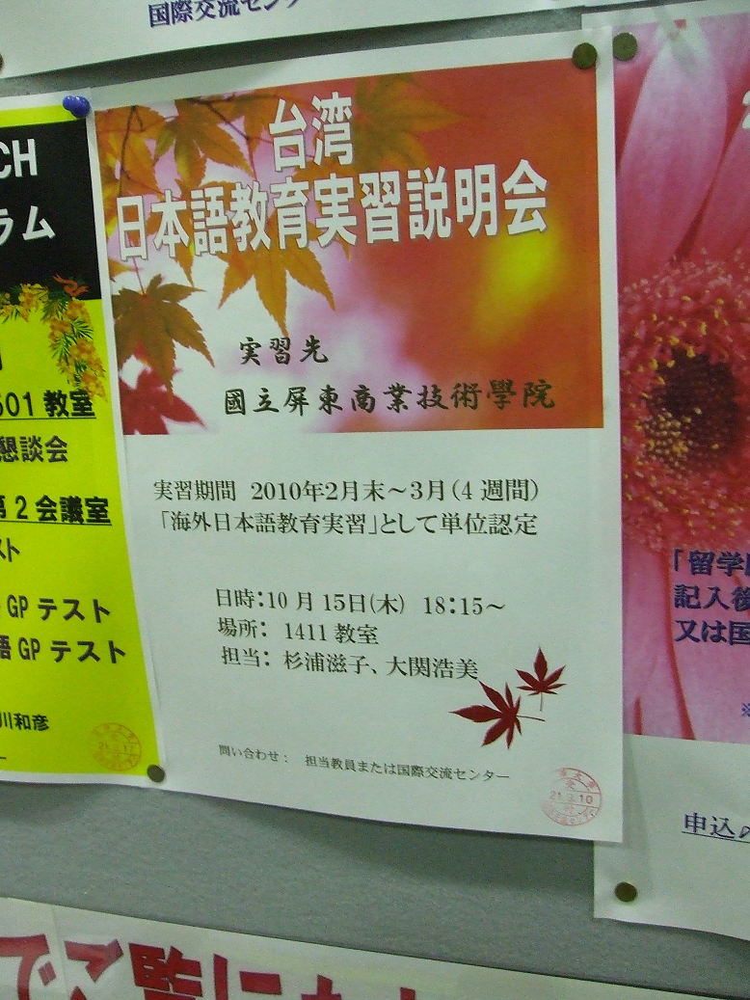 国際交流センター
台湾
日本語教育実習説明会
実習先
國立屏東商業技術學院
実習期間 2010年2月末～3月(4 週間)
「海外日本語教育実習」として単位認定
日時：10 月 15日(木) 18：15～
場所： 1411 教室
担当： 杉浦滋子、大関浩美
問い合わせ： 担当教員または国際交流センター
CH
ラム
601 教室
懇談会
第 2 会議室
スト
GP テスト
語 GP テスト
川和彦
「留学
記入後
又は国
※
申込